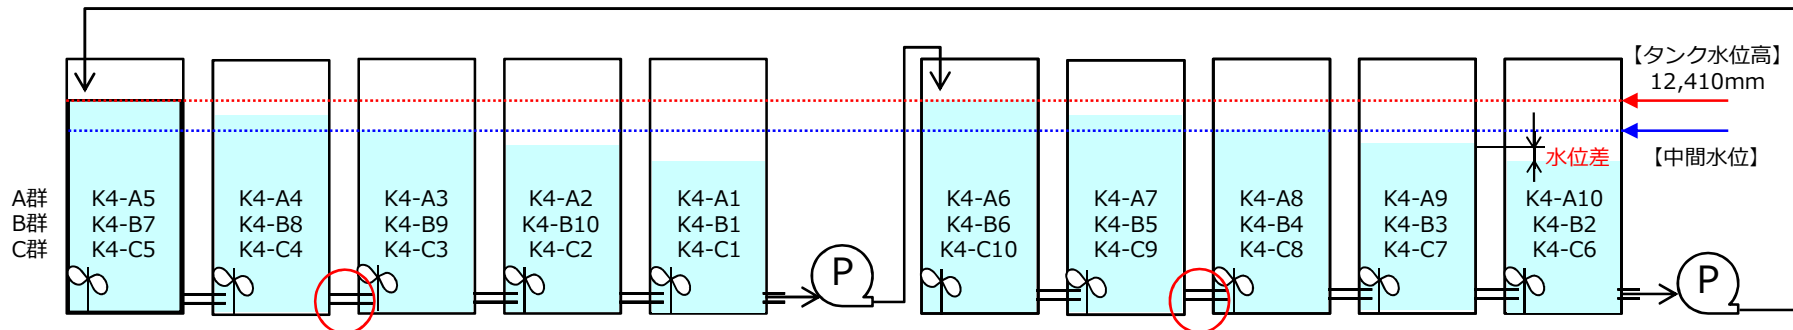 【タンク水位高】
12,410mm
水位差
【中間水位】
A群
B群
C群
K4-A5
K4-B7
K4-C5
K4-A4
K4-B8
K4-C4
K4-A3
K4-B9
K4-C3
K4-A2
K4-B10
K4-C2
K4-A1
K4-B1
K4-C1
P
K4-A6
K4-B6
K4-C10
K4-A7
K4-B5
K4-C9
K4-A8
K4-B4
K4-C8
K4-A9
K4-B3
K4-C7
K4-A10
K4-B2
K4-C6
P